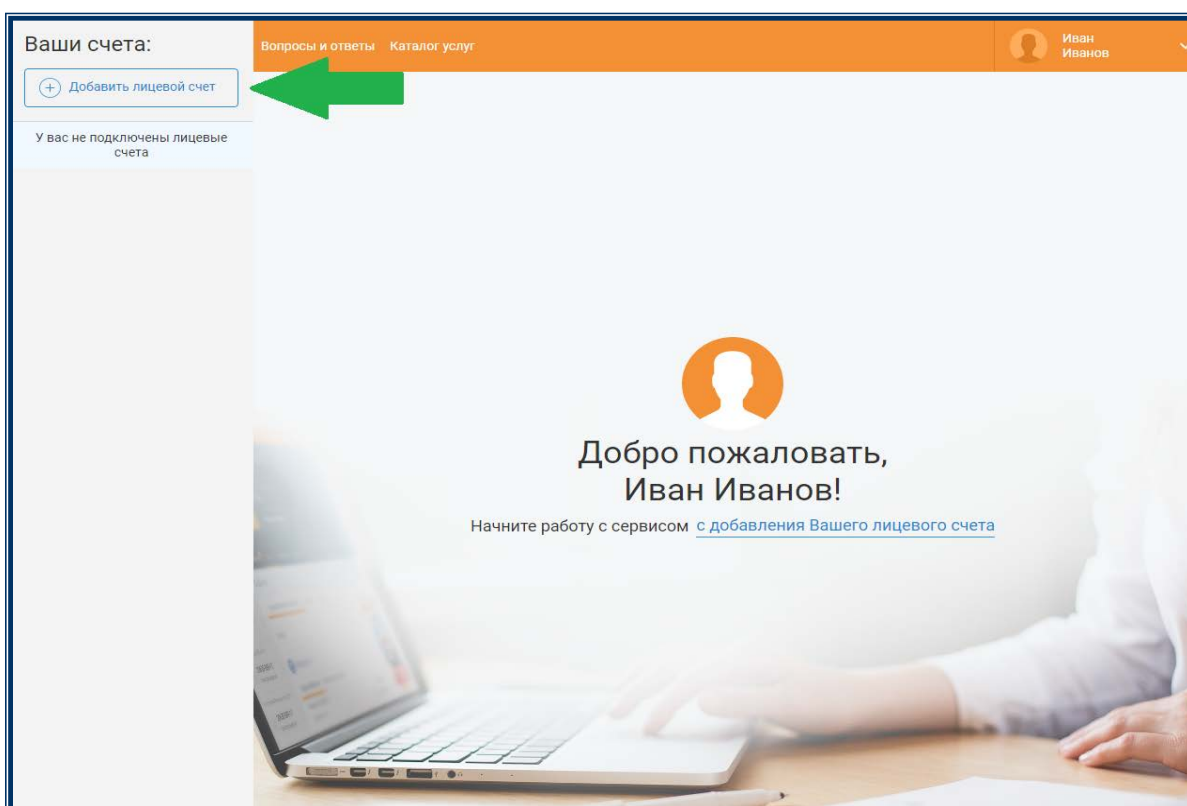 Ваши счета:
Добавить лицевой счет
У вас не подключены лицевые
счета
Вопросы и ответы Каталог услуг
Иван
Иванов
Добро пожаловать,
Иван Иванов!
Начните работу с сервисом с добавления Вашего лицевого счета